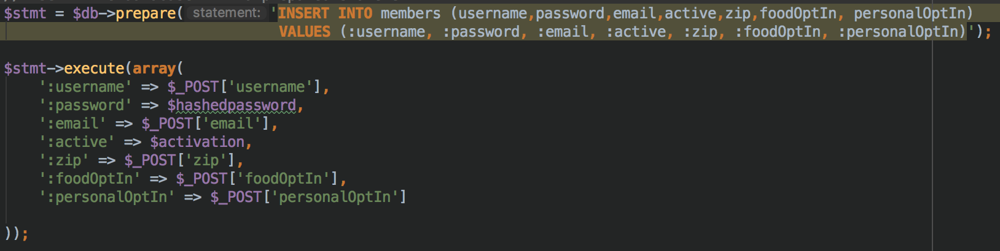 $stmt = $db->prepare( statement: 'INSERT INTO members (username,password,email,active,zip,foodOptIn, personalOptIn)
VALUES (:username, :password, :email, :active, :zip, :foodOptIn, :personalOptIn)');
$stmt->execute(array(
':username' => $_POST['username'],
':password' => $hashedpassword,
':email' => $_POST['email'],
':active' => $activation,
':zip' => $_POST['zip'],
':foodOptIn' => $_POST['foodOptIn'],
':personalOptIn' => $_POST['personalOptIn']
));